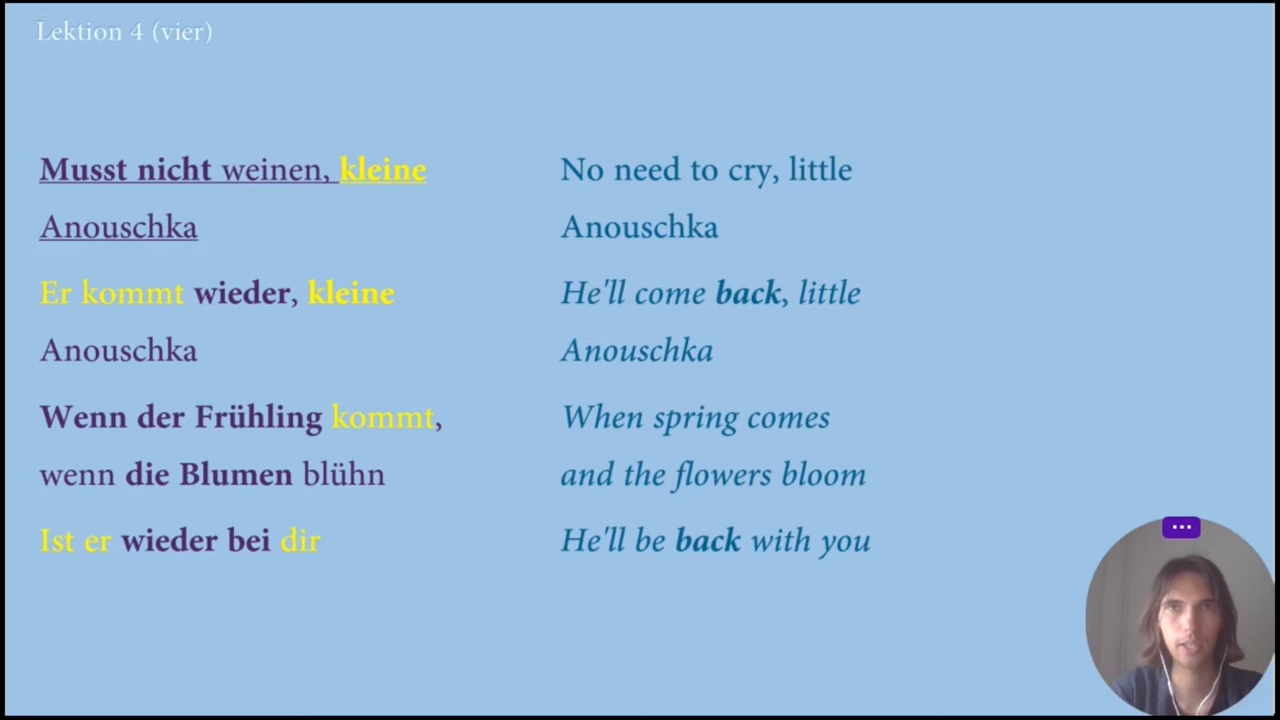 Lektion 4 (vier)
Musst nicht weinen, kleine
Anouschka
Er kommt wieder, kleine
Anouschka
Wenn der Frühling kommt,
wenn die Blumen blühn
Ist er wieder bei dir
No need to cry, little
Anouschka
He'll come back, little
Anouschka
When spring comes
and the flowers bloom
He'll be back with you